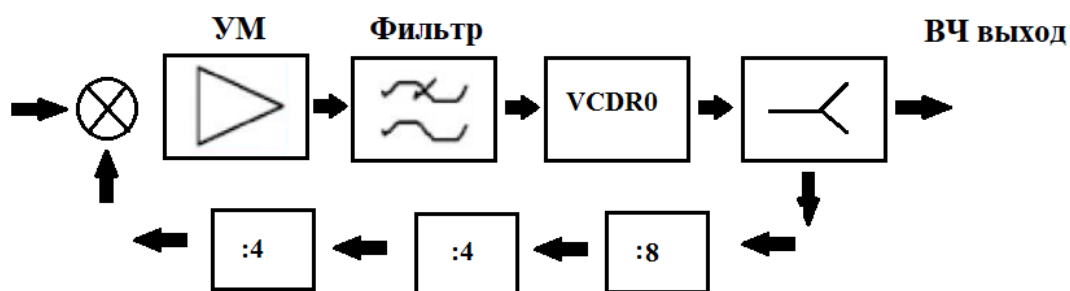 УМ
Фильтр
ВЧ выход
VCDR0
:4
:4
:8